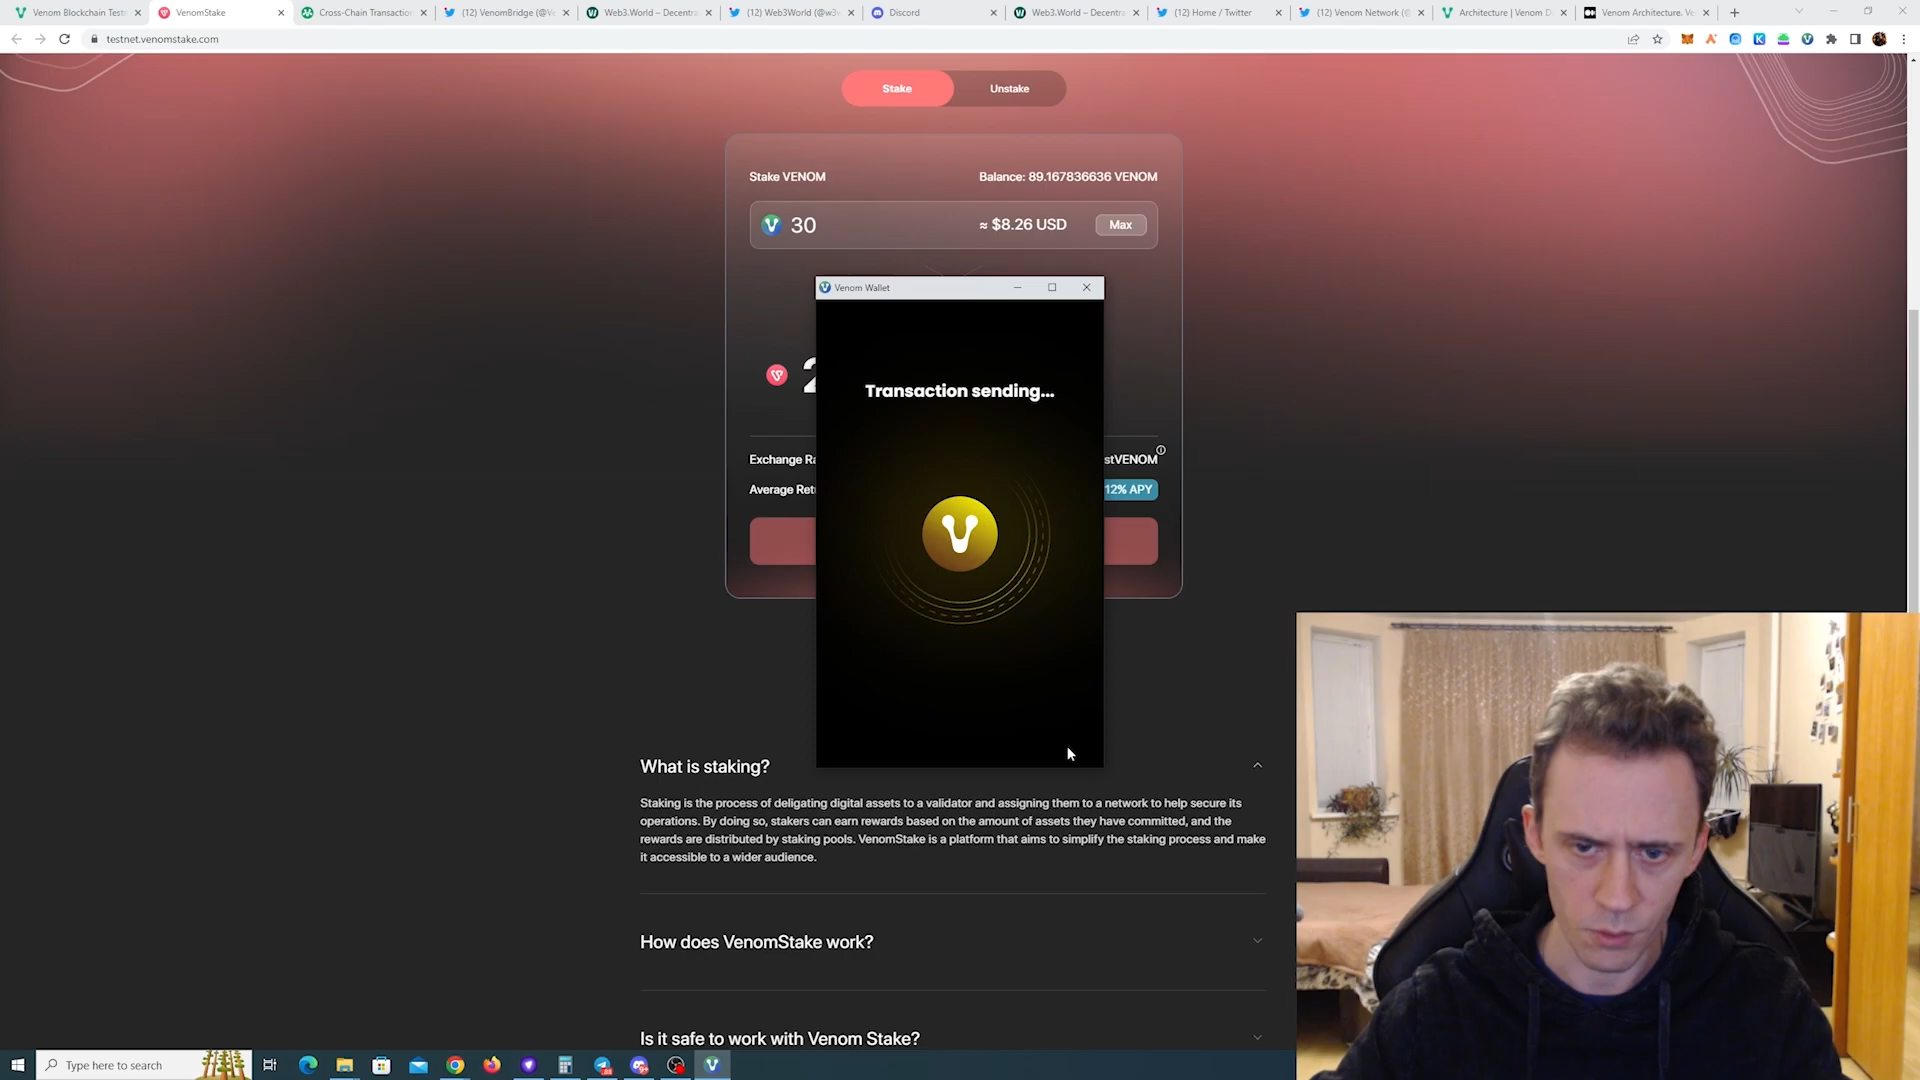 Venom Blockchain Test
VenomStake
Cross-Chain Transaction
(12) VenomBridge (@V
Web3.World – Decentra
(12) Web3World (@w3
Discord
Web3.World – Decentra
(12) Home / Twitter
(12) Venom Network (@
Architecture | Venom D
Venom Architecture. Vo
testnet.venomstake.com
Stake
Unstake
Stake VENOM
Balance: 89.167836636 VENOM
30
≈ $8.26 USD
Max
Venom Wallet
Transaction sending...
2
Exchange Ra
stVENOM
Average Ret
12% APY
What is staking?
Staking is the process of deligating digital assets to a validator and assigning them to a network to help secure its
operations. By doing so, stakers can earn rewards based on the amount of assets they have committed, and the
rewards are distributed by staking pools. VenomStake is a platform that aims to simplify the staking process and make
it accessible to a wider audience.
How does VenomStake work?
Is it safe to work with Venom Stake?
Type here to search